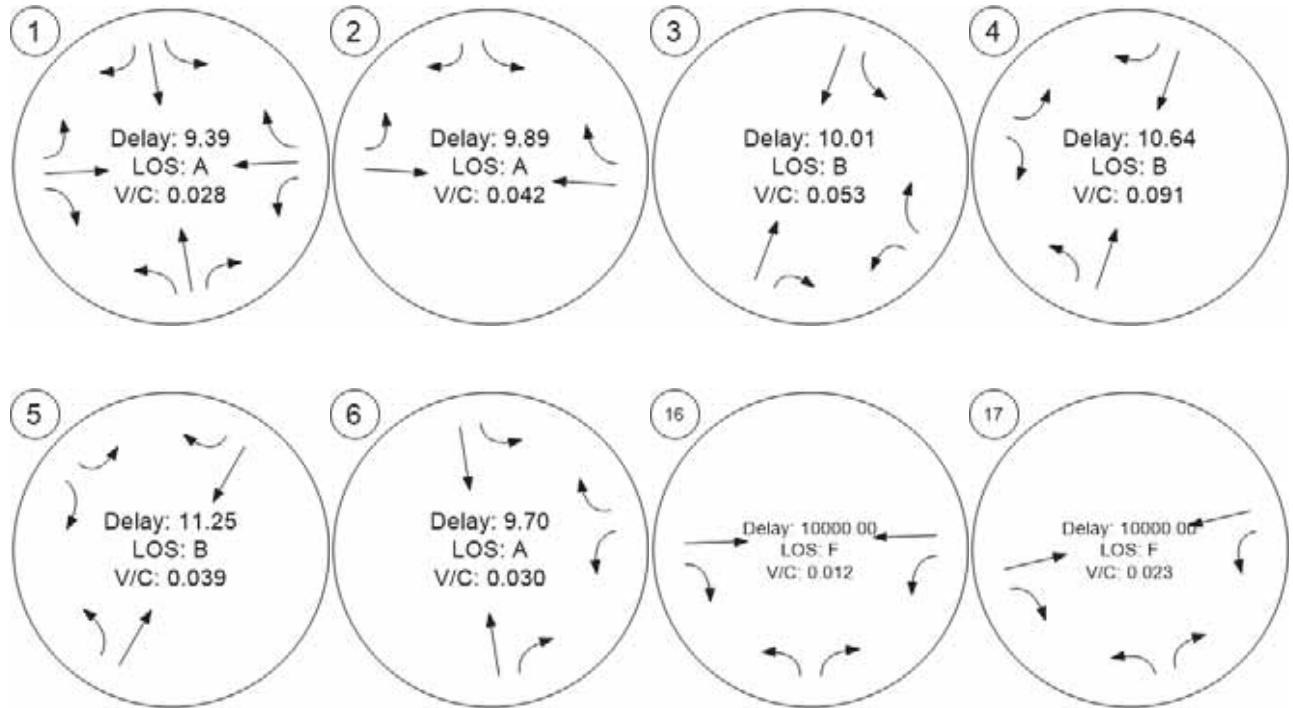 1
Delay: 9.39
LOS: A
V/C: 0.028
2
Delay: 9.89
LOS: A
V/C: 0.042
3
Delay: 10.01
LOS: B
V/C: 0.053
4
Delay: 10.64
LOS: B
V/C: 0.091
5
Delay: 11.25
LOS: B
V/C: 0.039
6
Delay: 9.70
LOS: A
V/C: 0.030
16
Delay: 10000.00
LOS: F
V/C: 0.012
17
Delay: 10000.00
LOS: F
V/C: 0.023